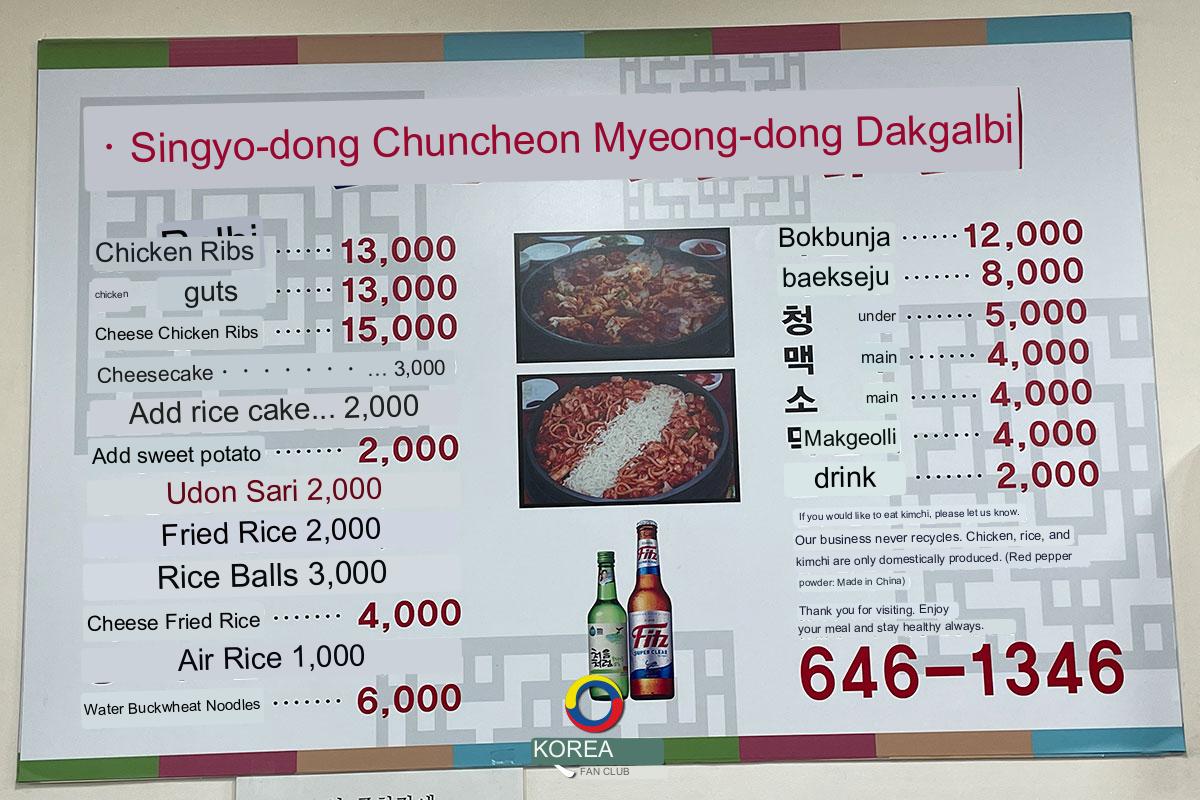 · Singyo-dong Chuncheon Myeong-dong Dakgalbi
Chicken Ribs ······ 13,000
chicken guts ····· 13,000
Cheese Chicken Ribs ······ 15,000
Cheesecake · · · · · · · ... 3,000
Add rice cake... 2,000
Add sweet potato ······· 2,000
Udon Sari 2,000
Fried Rice 2,000
Rice Balls 3,000
Cheese Fried Rice ······· 4,000
Air Rice 1,000
Water Buckwheat Noodles ······· 6,000
Bokbunja ······ 12,000
baekseju ······· 8,000
청 under ········ 5,000
맥 main ······· 4,000
소 main ······· 4,000
Makgeolli ······· 4,000
drink ······· 2,000
If you would like to eat kimchi, please let us know.
Our business never recycles. Chicken, rice, and
kimchi are only domestically produced. (Red pepper
powder: Made in China)
Thank you for visiting. Enjoy
your meal and stay healthy always.
646-1346
Fitz
Fitz
SUPER CLEAR
처음처럼
KOREA
FAN CLUB